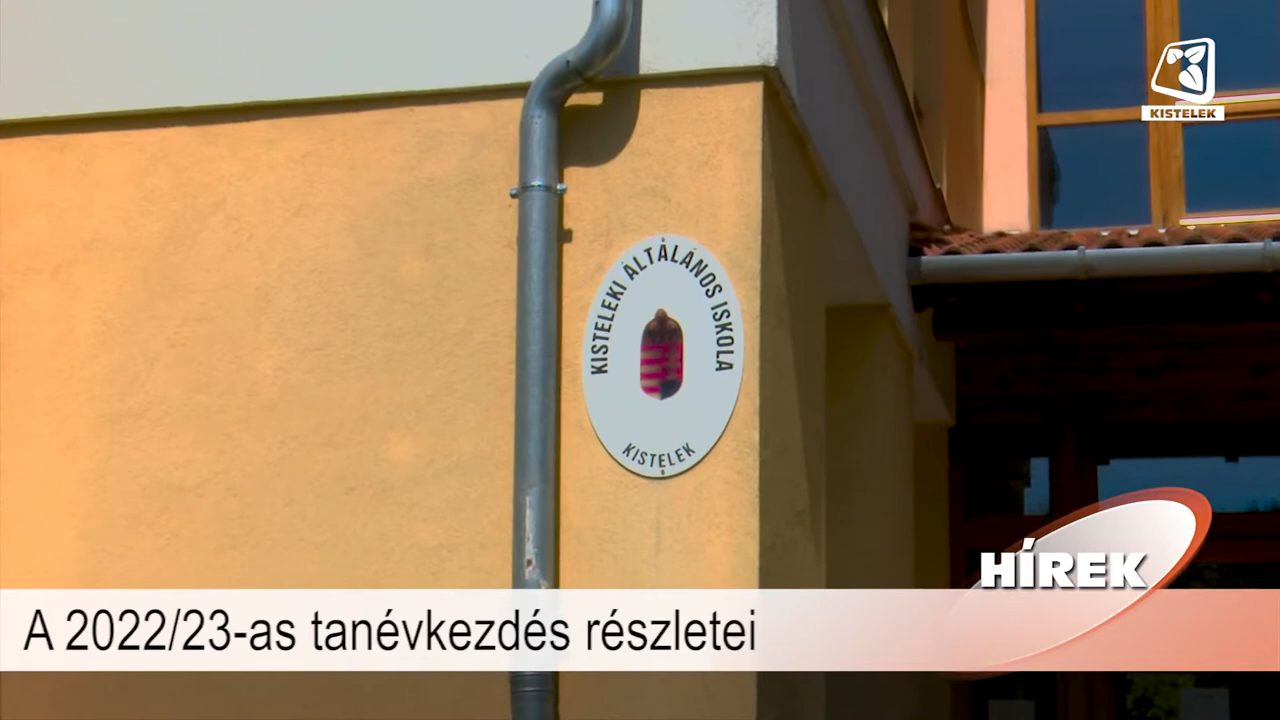 KISTELEK
KISTELEKI ÁLTALÁNOS ISKOLA
KISTELEK
HÍREK
A 2022/23-as tanévkezdés részletei